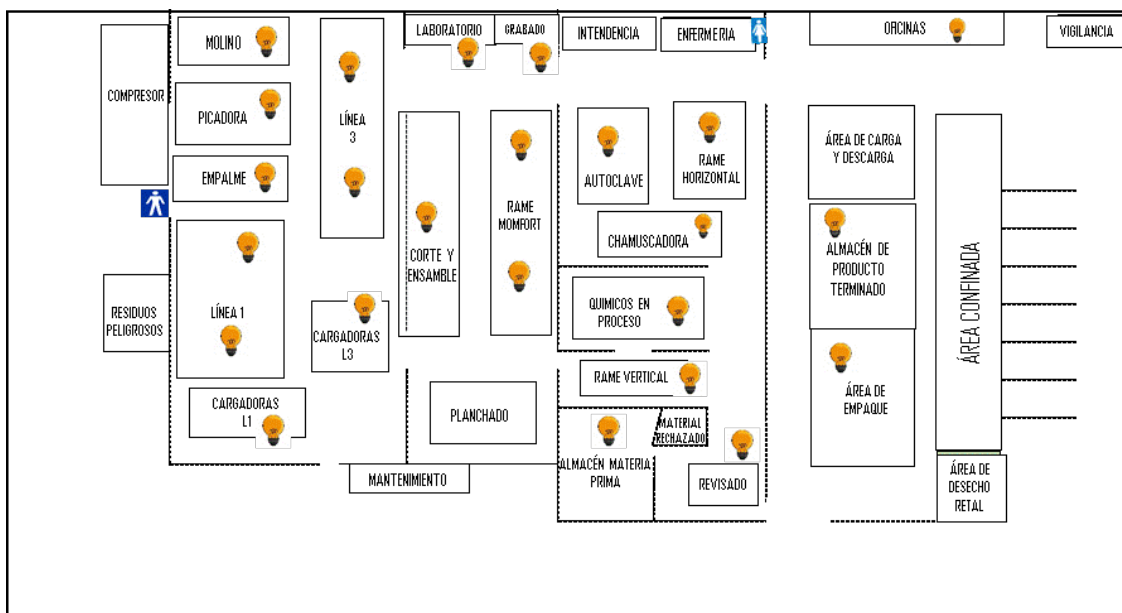 LABORATORIO
GRABADO
INTENDENCIA
ENFERMERIA
OFICINAS
VIGILANCIA
MOLINO
COMPRESOR
PICADORA
LÍNEA
3
EMPALME
AUTOCLAVE
RAME
HORIZONTAL
ÁREA DE CARGA
Y DESCARGA
RAME
MOMFORT
CORTE Y
ENSAMBLE
CHAMUSCADORA
ALMACÉN DE
PRODUCTO
TERMINADO
ÁREA CONFINADA
RESIDUOS
PELIGROSOS
LÍNEA 1
CARGADORAS
L3
QUIMICOS EN
PROCESO
RAME VERTICAL
ÁREA DE
EMPAQUE
CARGADORAS
L1
PLANCHADO
MATERIAL
RECHAZADO
MANTENIMIENTO
ALMACÉN MATERIA
PRIMA
REVISADO
ÁREA DE
DESECHO
RETAL